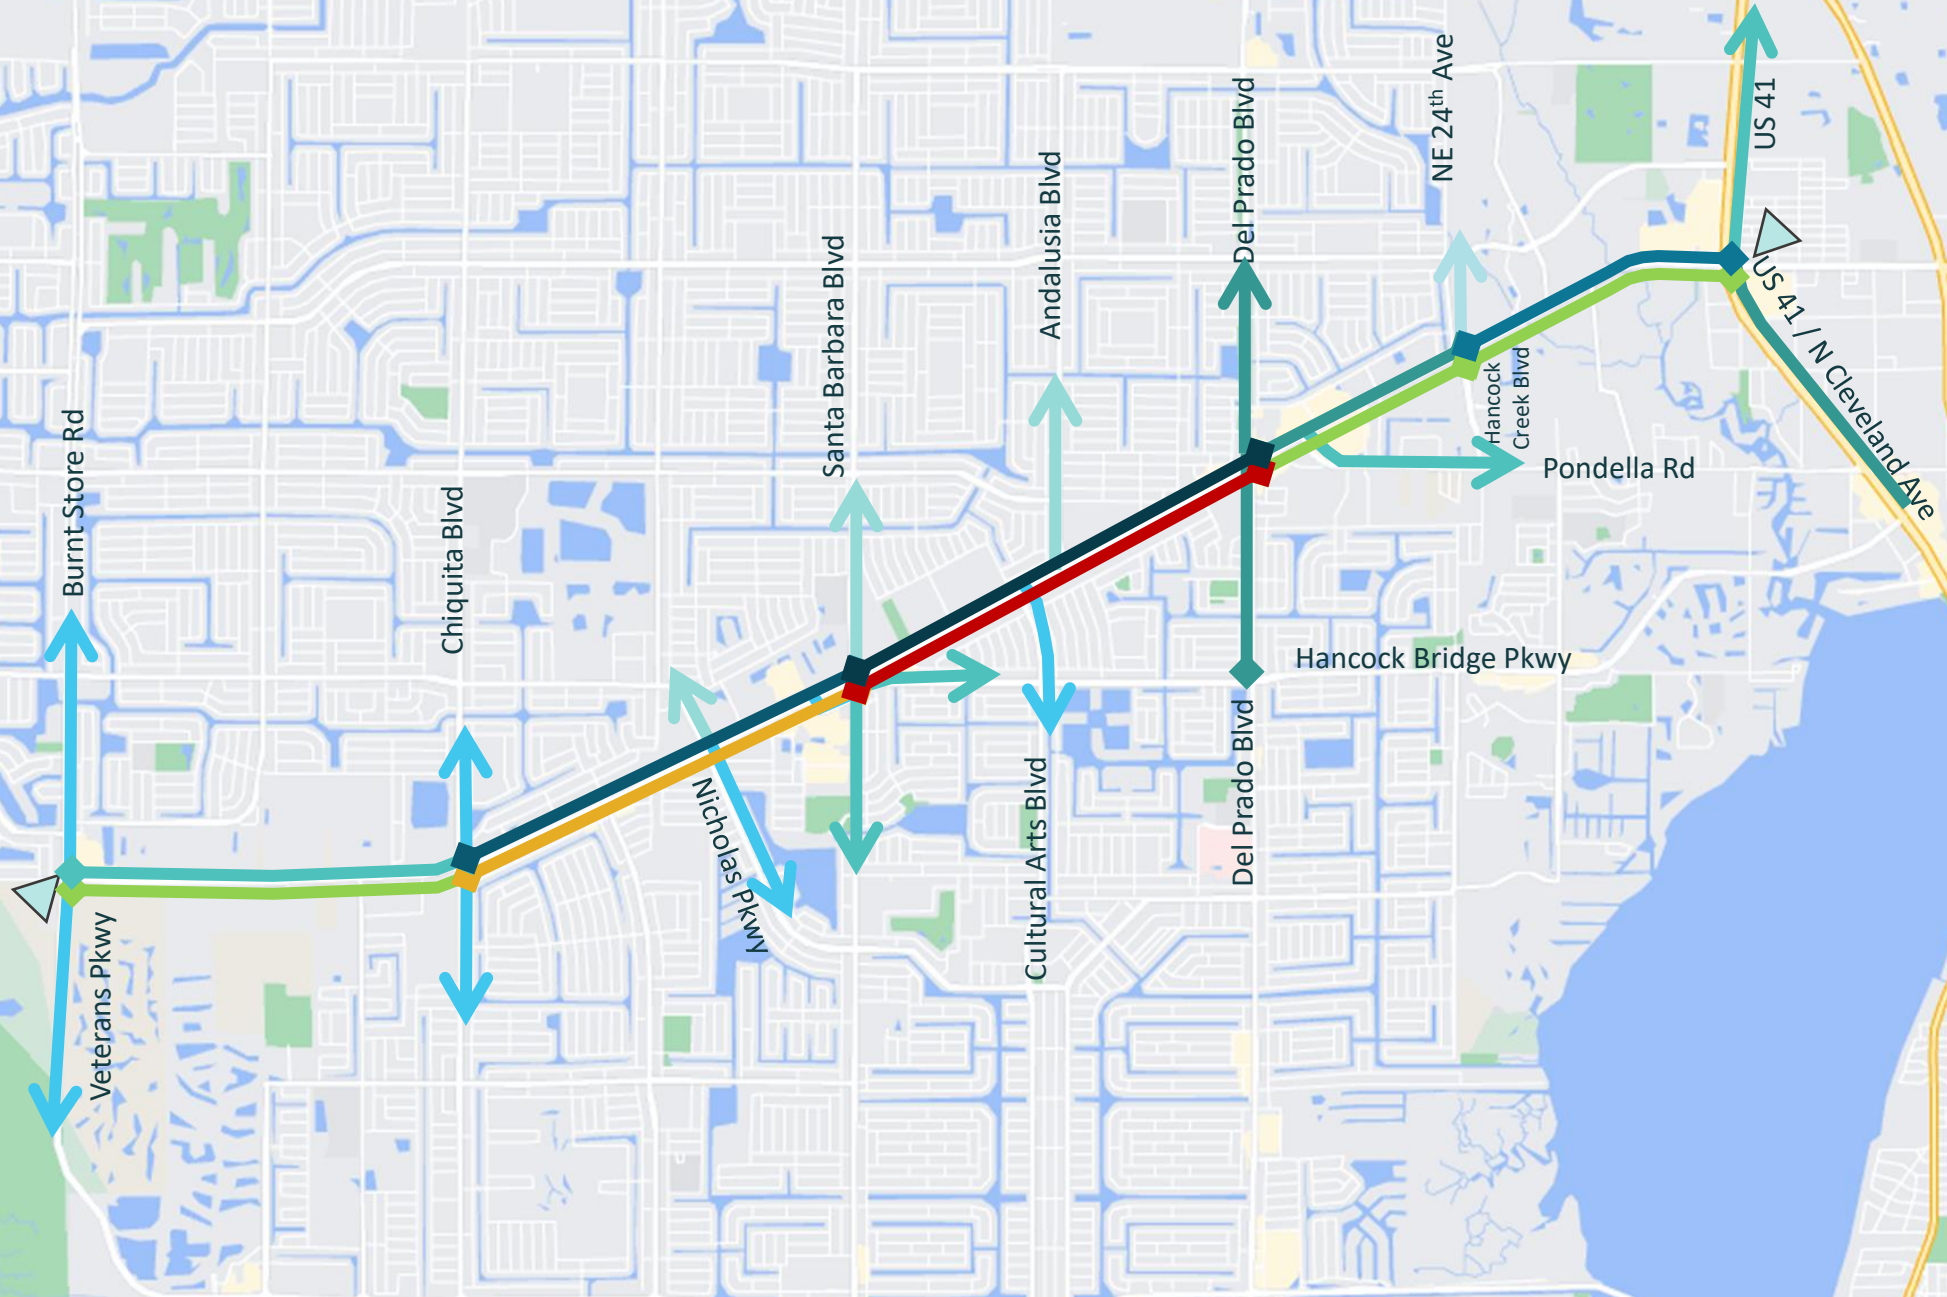 NE 24th Ave
US 41
Del Prado Blvd
Andalusia Blvd
Santa Barbara Blvd
US 41 / N Cleveland Ave
Hancock
Creek Blvd
Burnt Store Rd
Pondella Rd
Chiquita Blvd
Hancock Bridge Pkwy
Del Prado Blvd
Cultural Arts Blvd
Nicholas Pkwy
Veterans Pkwy